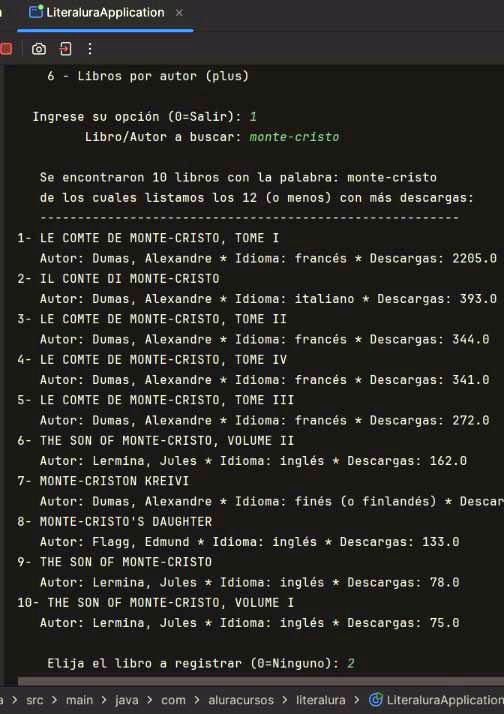 LiteraluraApplication
6 - Libros por autor (plus)
Ingrese su opción (0=Salir): 1
Libro/Autor a buscar: monte-cristo
Se encontraron 10 libros con la palabra: monte-cristo
de los cuales listamos los 12 (o menos) con más descargas:
--------------------------------------------------------
1- LE COMTE DE MONTE-CRISTO, TOME I
Autor: Dumas, Alexandre * Idioma: francés * Descargas: 2205.0
2- IL CONTE DI MONTE-CRISTO
Autor: Dumas, Alexandre * Idioma: italiano * Descargas: 393.0
3- LE COMTE DE MONTE-CRISTO, TOME II
Autor: Dumas, Alexandre * Idioma: francés * Descargas: 344.0
4- LE COMTE DE MONTE-CRISTO, TOME IV
Autor: Dumas, Alexandre * Idioma: francés * Descargas: 341.0
5- LE COMTE DE MONTE-CRISTO, TOME III
Autor: Dumas, Alexandre * Idioma: francés * Descargas: 272.0
6- THE SON OF MONTE-CRISTO, VOLUME II
Autor: Lermina, Jules * Idioma: inglés * Descargas: 162.0
7- MONTE-CRISTON KREIVI
Autor: Dumas, Alexandre * Idioma: finés (o finlandés) * Descar
8- MONTE-CRISTO'S DAUGHTER
Autor: Flagg, Edmund * Idioma: inglés * Descargas: 133.0
9- THE SON OF MONTE-CRISTO
Autor: Lermina, Jules * Idioma: inglés * Descargas: 78.0
10- THE SON OF MONTE-CRISTO, VOLUME I
Autor: Lermina, Jules * Idioma: inglés * Descargas: 75.0
Elija el libro a registrar (0=Ninguno): 2
a > src > main > java > com > aluracursos > literalura > LiteraluraApplication